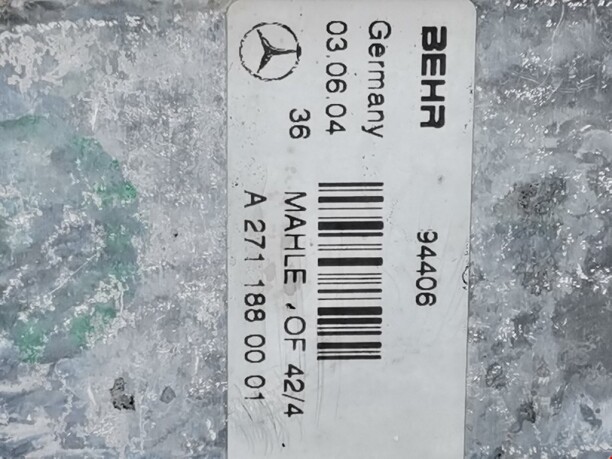 BEHR 94406
Germany
03.06.04
36 MAHLE, OF 42/4
A 271 188 00 01